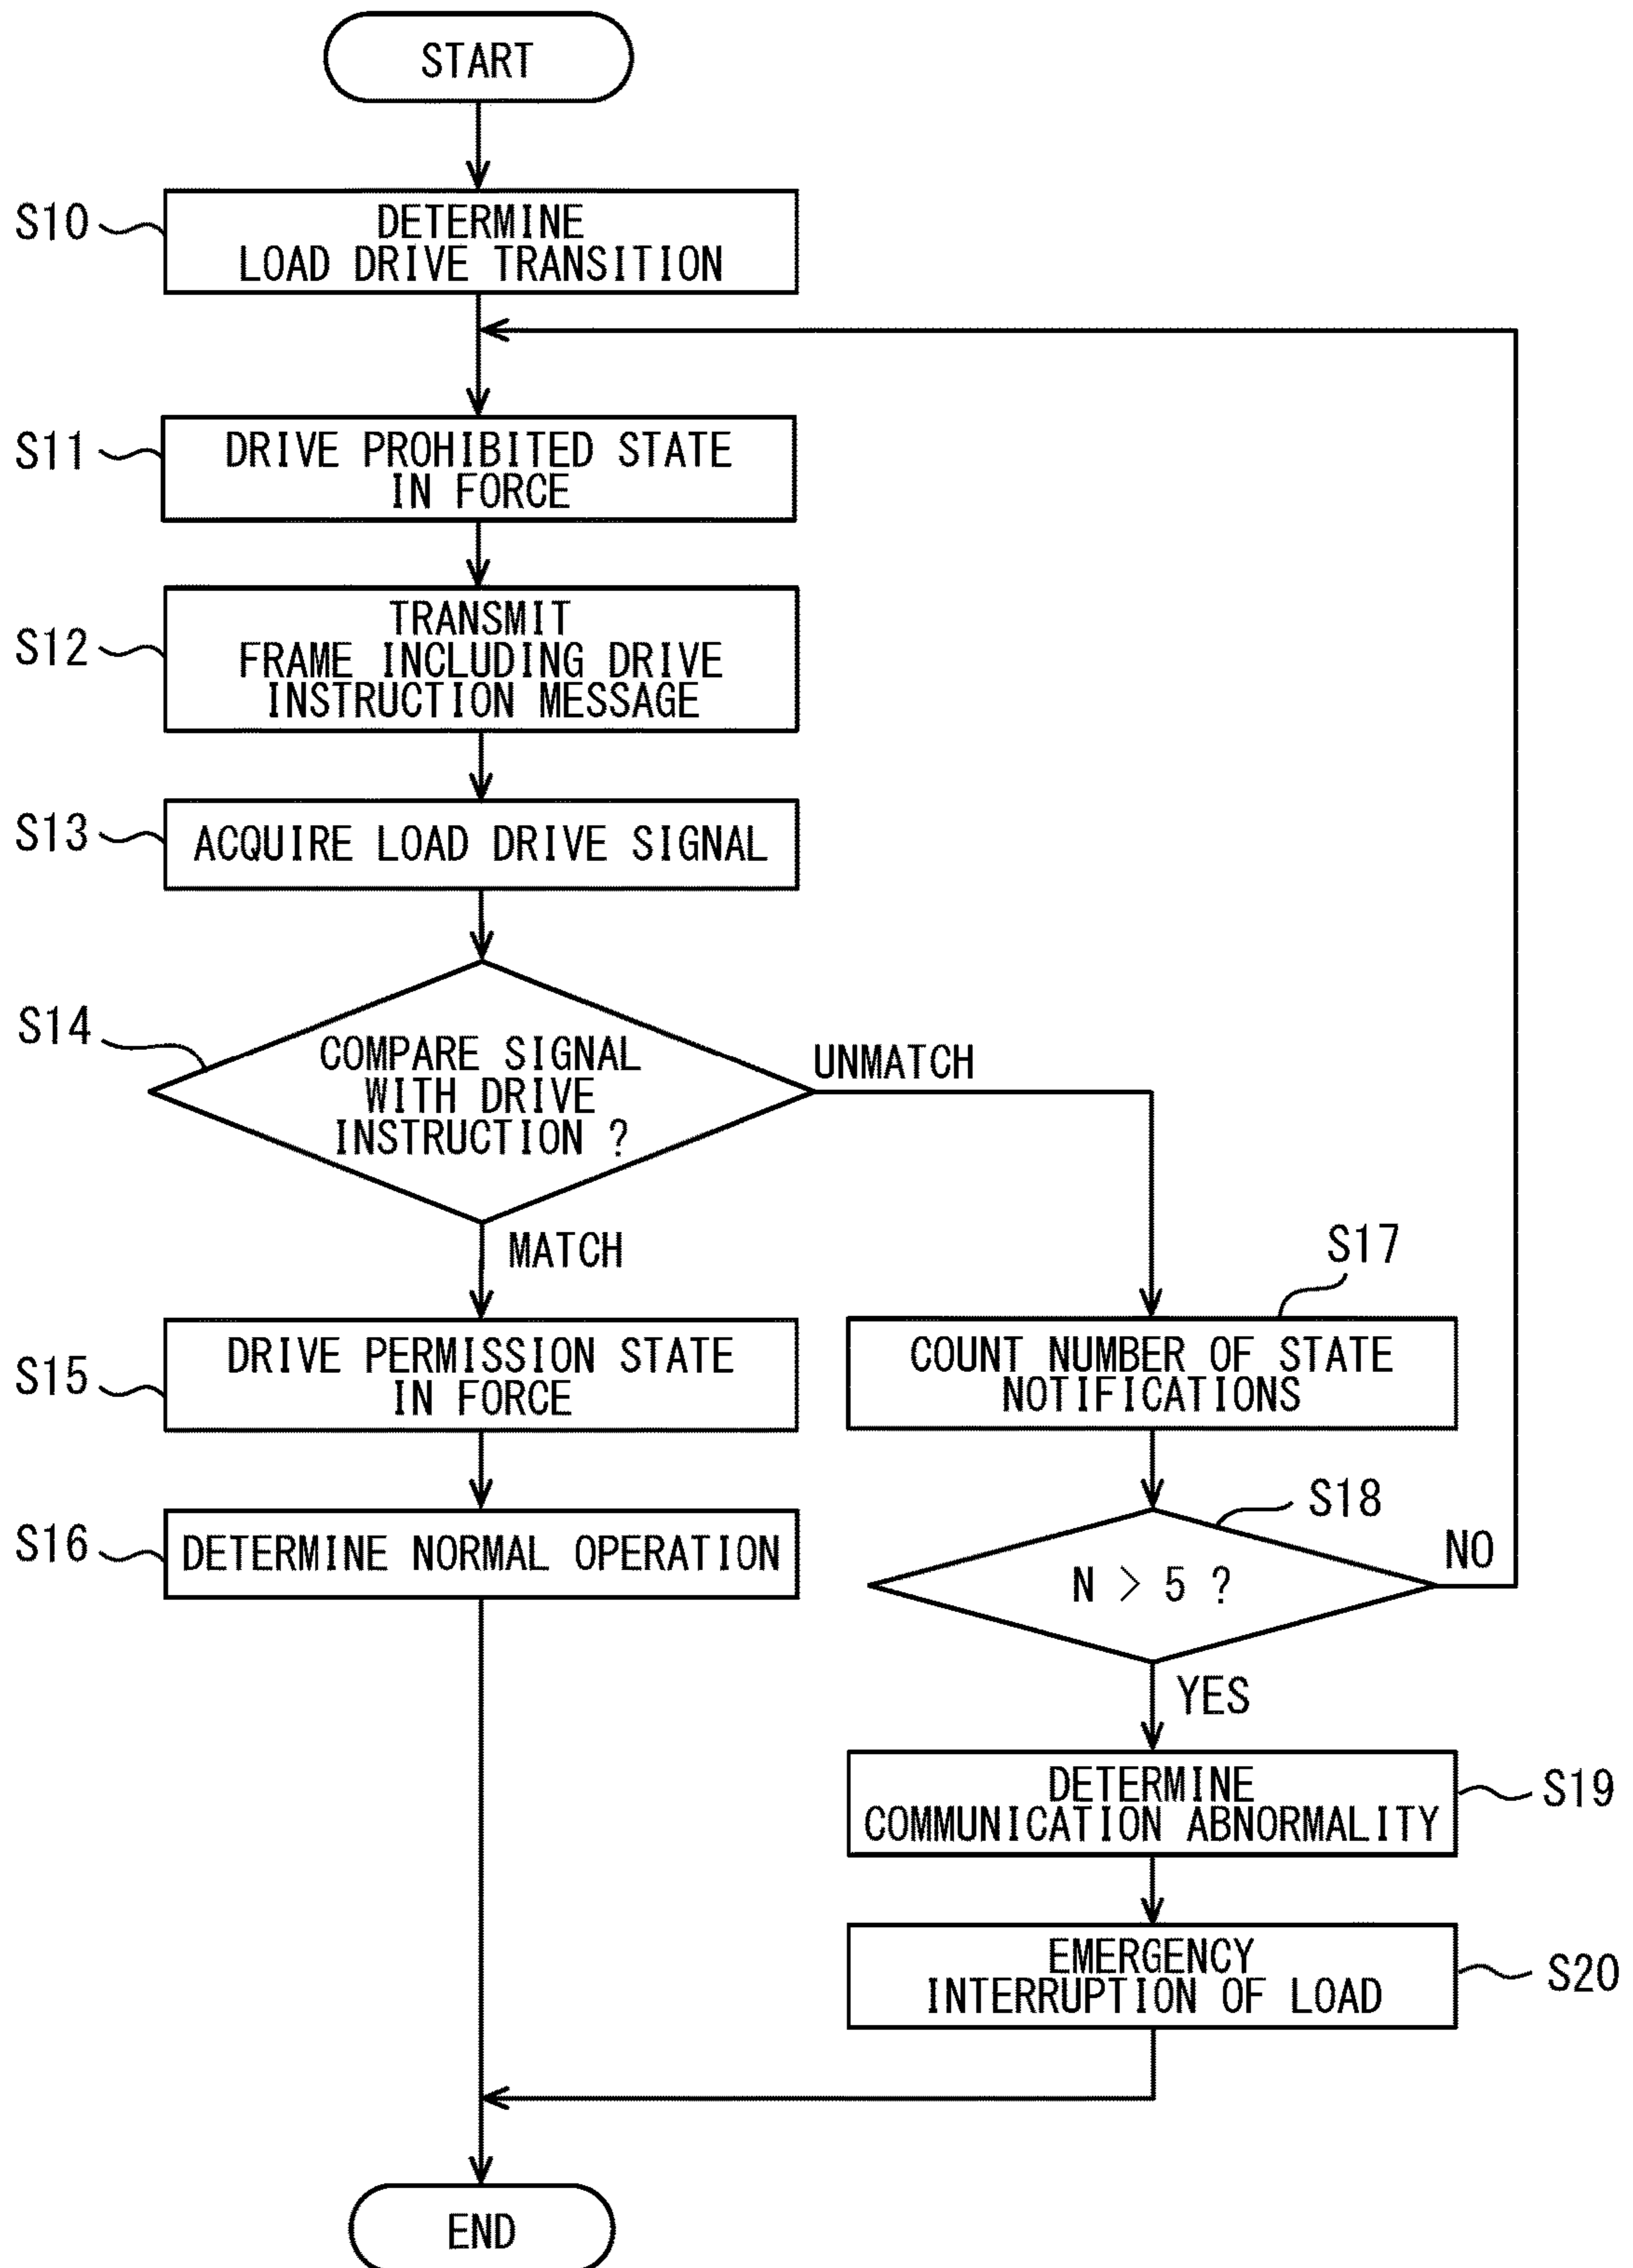 START
S10
DETERMINE
LOAD DRIVE TRANSITION
S11
DRIVE PROHIBITED STATE
IN FORCE
S12
TRANSMIT
FRAME INCLUDING DRIVE
INSTRUCTION MESSAGE
S13
ACQUIRE LOAD DRIVE SIGNAL
S14
COMPARE SIGNAL
WITH DRIVE
INSTRUCTION ?
UNMATCH
MATCH
S15
DRIVE PERMISSION STATE
IN FORCE
S16
DETERMINE NORMAL OPERATION
S17
COUNT NUMBER OF STATE
NOTIFICATIONS
S18
N > 5 ?
NO
YES
DETERMINE
COMMUNICATION ABNORMALITY
S19
EMERGENCY
INTERRUPTION OF LOAD
S20
END